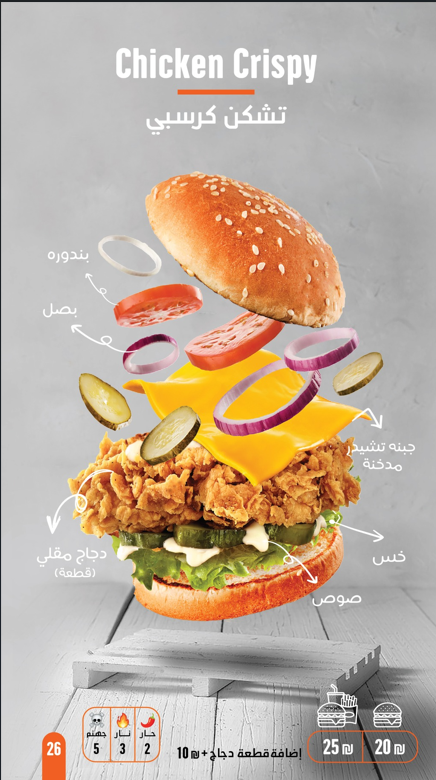 Chicken Crispy
تشكن كرسبي
بندوره
بصل
جبنه تشيدر
مدخنة
دجاج مقلي
(قطعة)
خس
صوص
26
جهنم نار حار
5 3 2
إضافة قطعة دجاج + ₪10
25 ₪ 20 ₪